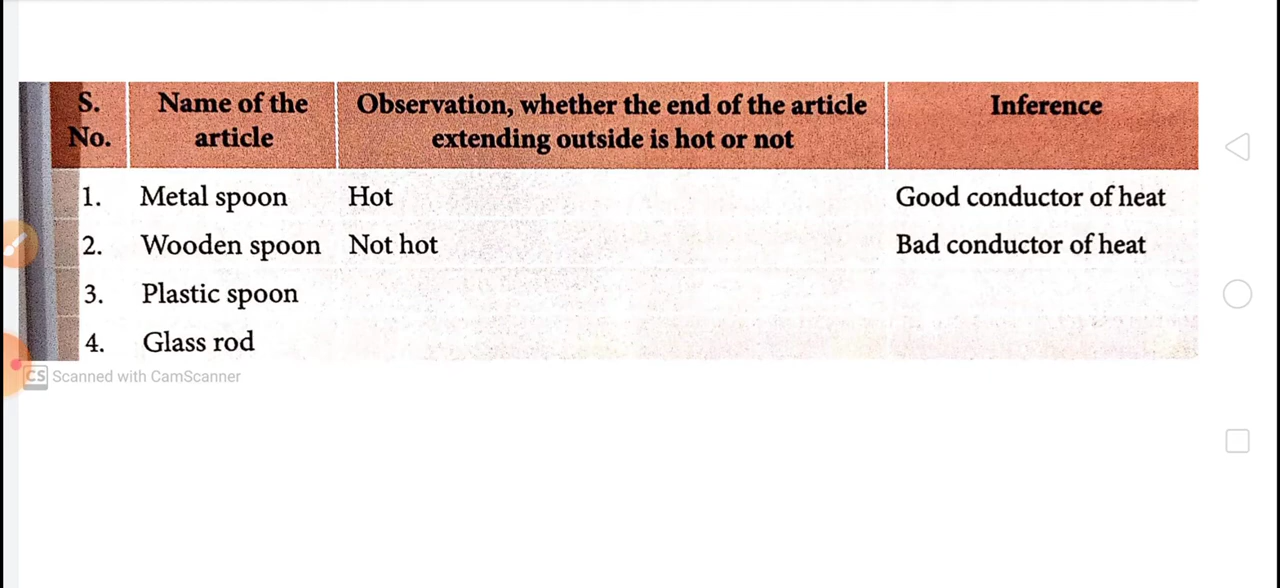 S. No. Name of the article Observation, whether the end of the article extending outside is hot or not Inference
1. Metal spoon Hot Good conductor of heat
2. Wooden spoon Not hot Bad conductor of heat
3. Plastic spoon
4. Glass rod
CS Scanned with CamScanner